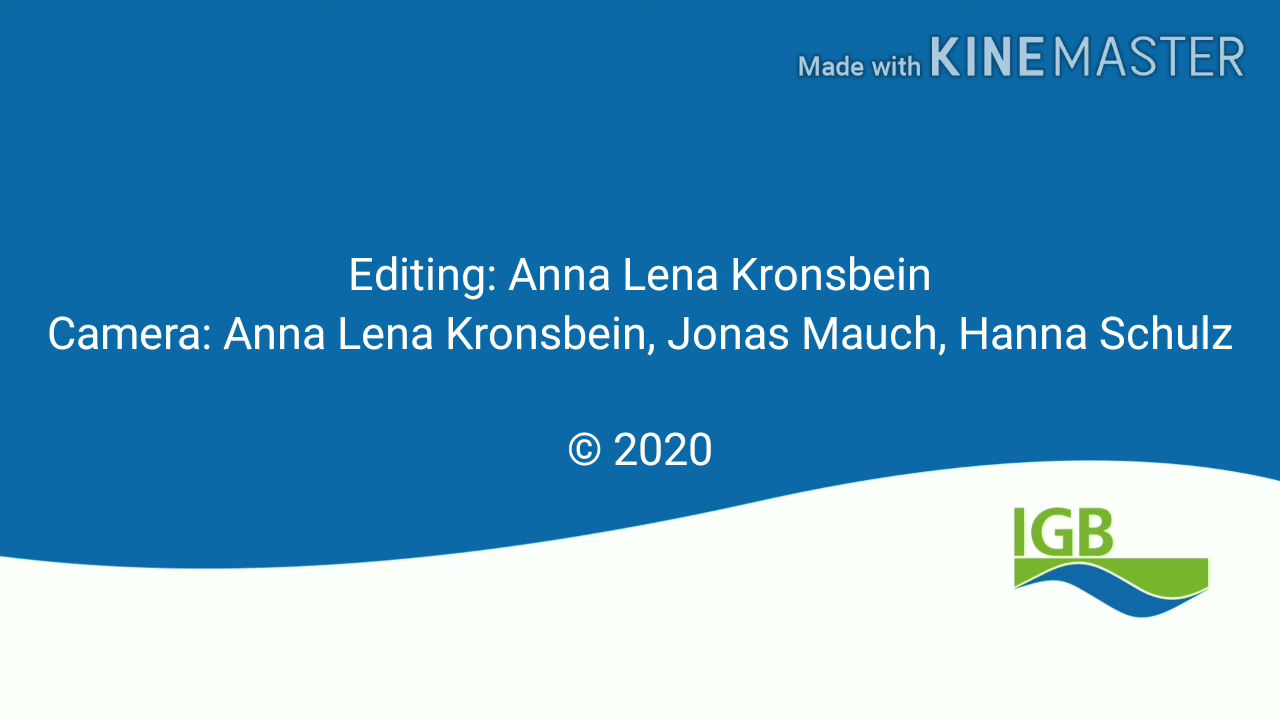 Made with KINEMASTER
Editing: Anna Lena Kronsbein
Camera: Anna Lena Kronsbein, Jonas Mauch, Hanna Schulz
© 2020
IGB